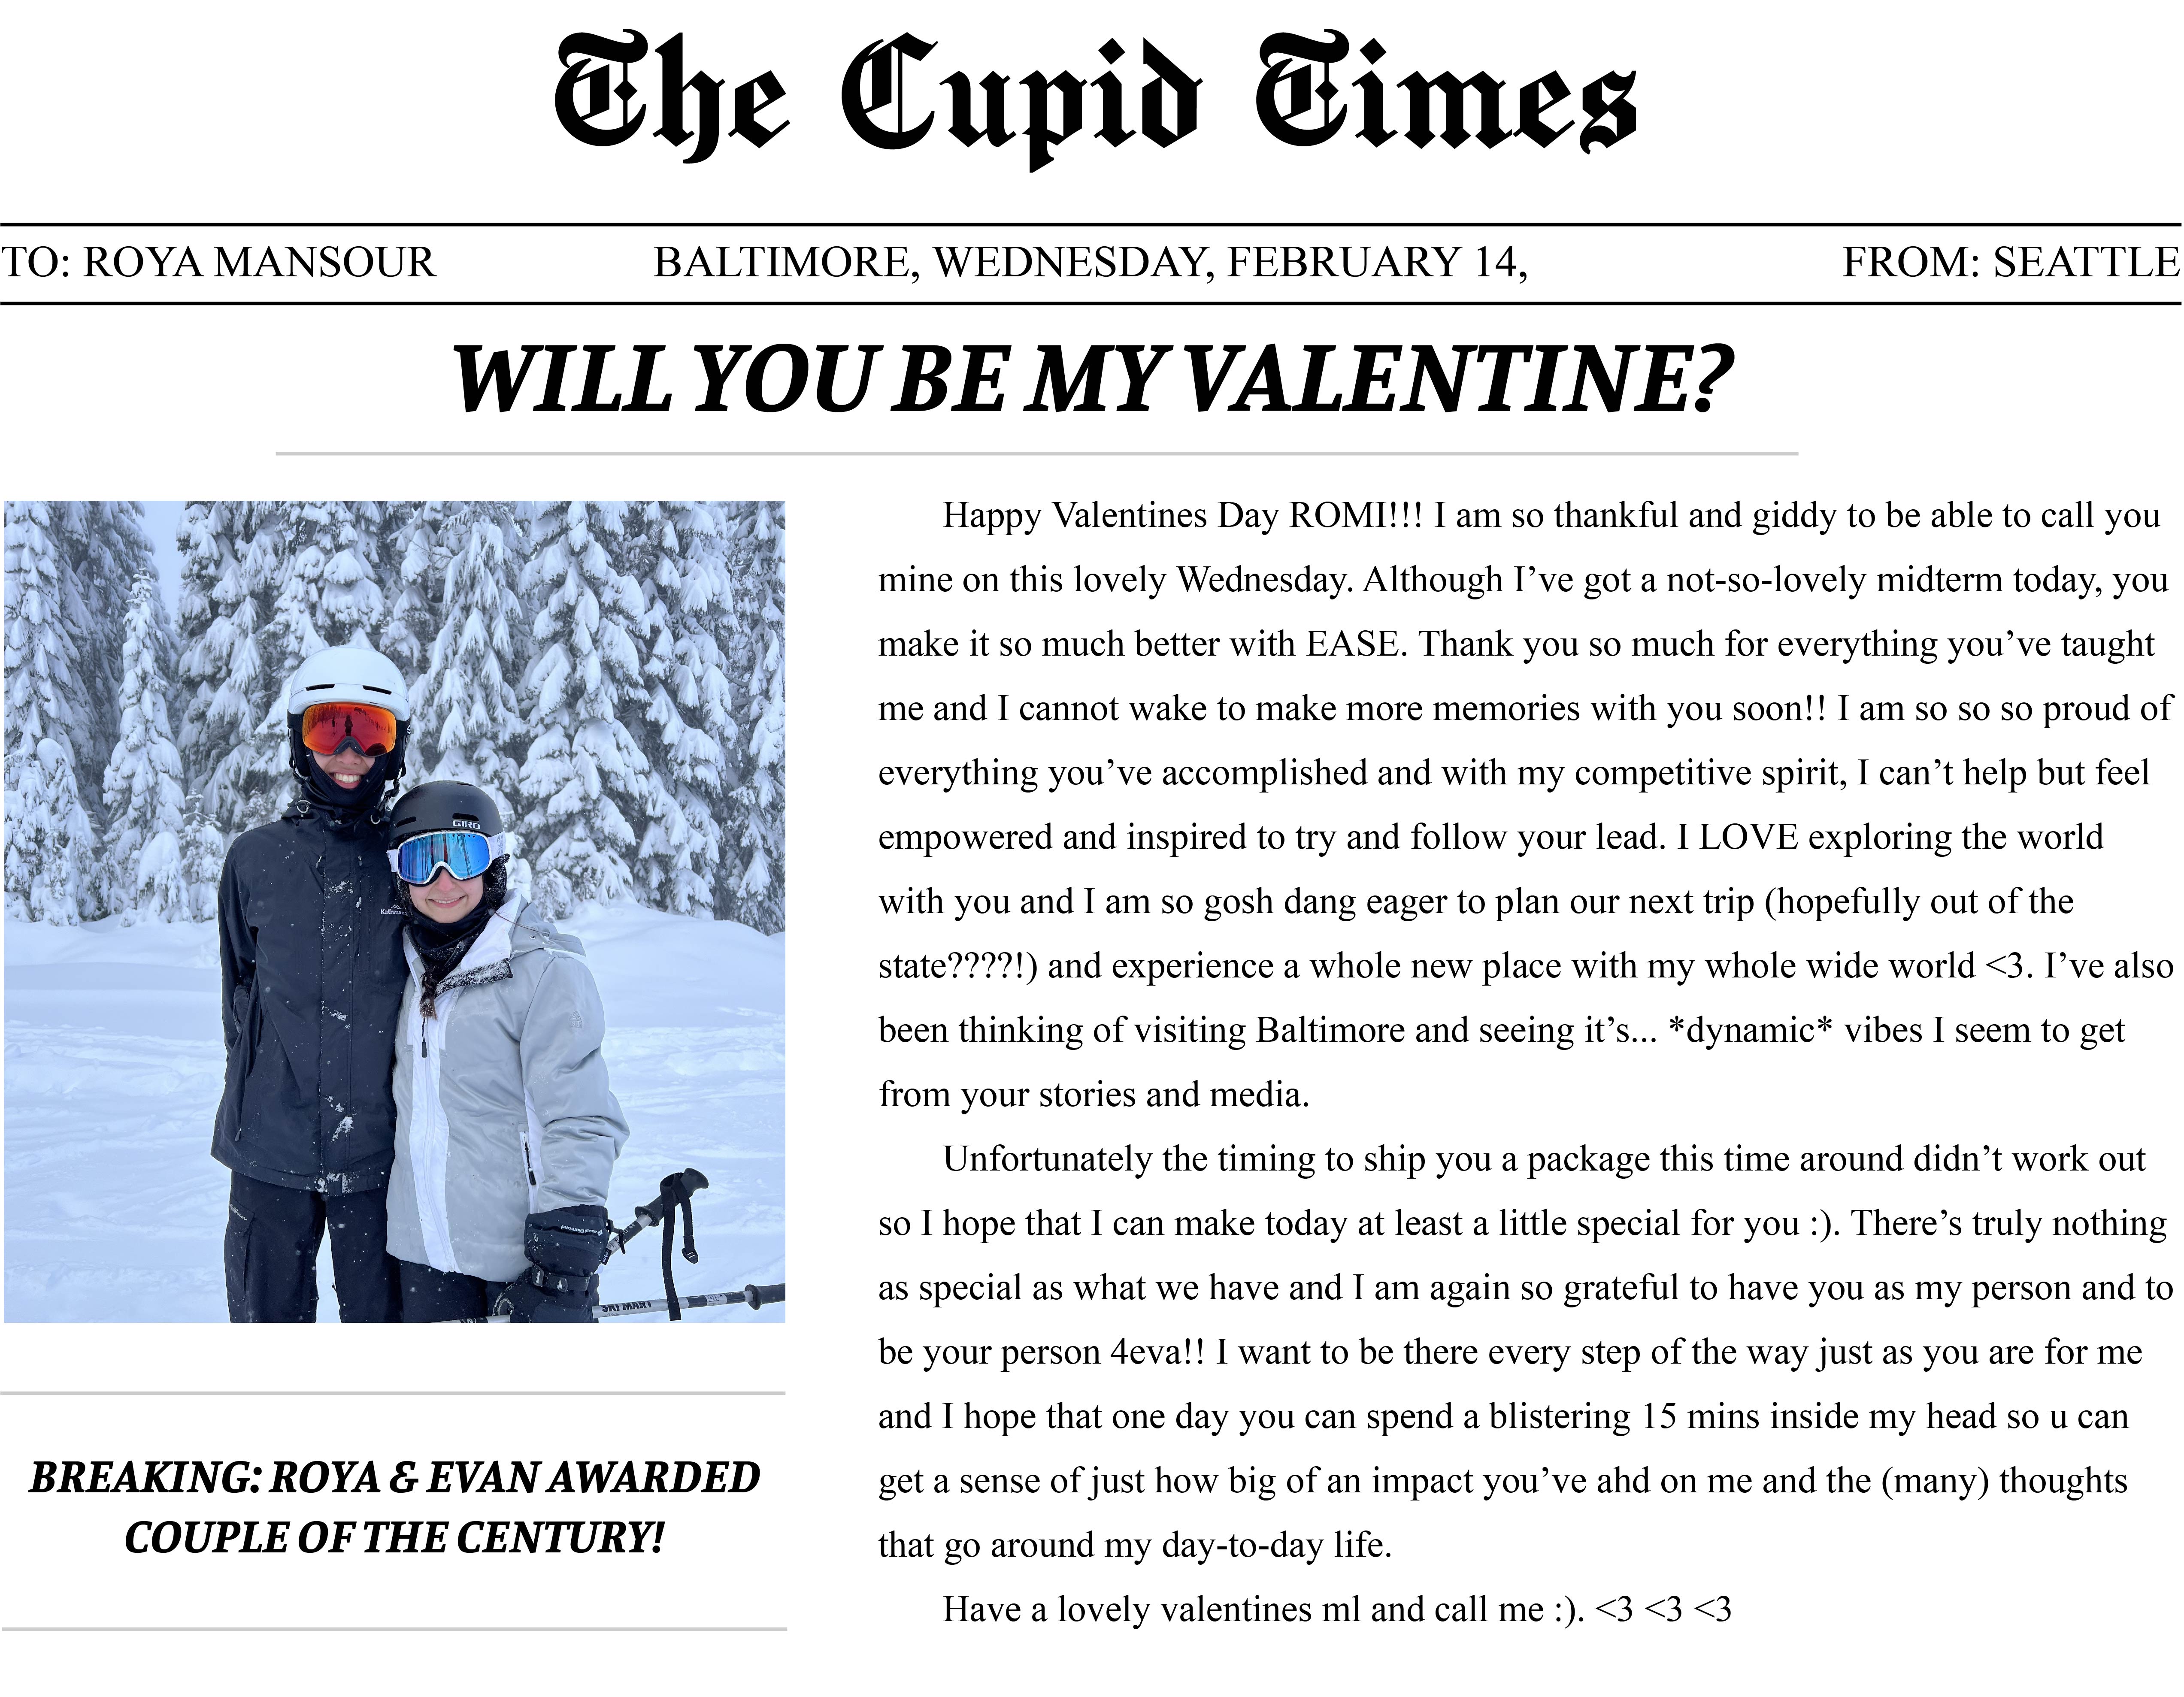 The Cupid Times
TO: ROYA MANSOUR
BALTIMORE, WEDNESDAY, FEBRUARY 14,
FROM: SEATTLE
WILL YOU BE MY VALENTINE?
GIRO
SKI MART
BREAKING: ROYA & EVAN AWARDED
COUPLE OF THE CENTURY!
Happy Valentines Day ROMI!!! I am so thankful and giddy to be able to call you
mine on this lovely Wednesday. Although I’ve got a not-so-lovely midterm today, you
make it so much better with EASE. Thank you so much for everything you’ve taught
me and I cannot wake to make more memories with you soon!! I am so so so proud of
everything you’ve accomplished and with my competitive spirit, I can’t help but feel
empowered and inspired to try and follow your lead. I LOVE exploring the world
with you and I am so gosh dang eager to plan our next trip (hopefully out of the
state????!) and experience a whole new place with my whole wide world <3. I’ve also
been thinking of visiting Baltimore and seeing it’s... *dynamic* vibes I seem to get
from your stories and media.
Unfortunately the timing to ship you a package this time around didn’t work out
so I hope that I can make today at least a little special for you :). There’s truly nothing
as special as what we have and I am again so grateful to have you as my person and to
be your person 4eva!! I want to be there every step of the way just as you are for me
and I hope that one day you can spend a blistering 15 mins inside my head so u can
get a sense of just how big of an impact you’ve ahd on me and the (many) thoughts
that go around my day-to-day life.
Have a lovely valentines ml and call me :). <3 <3 <3